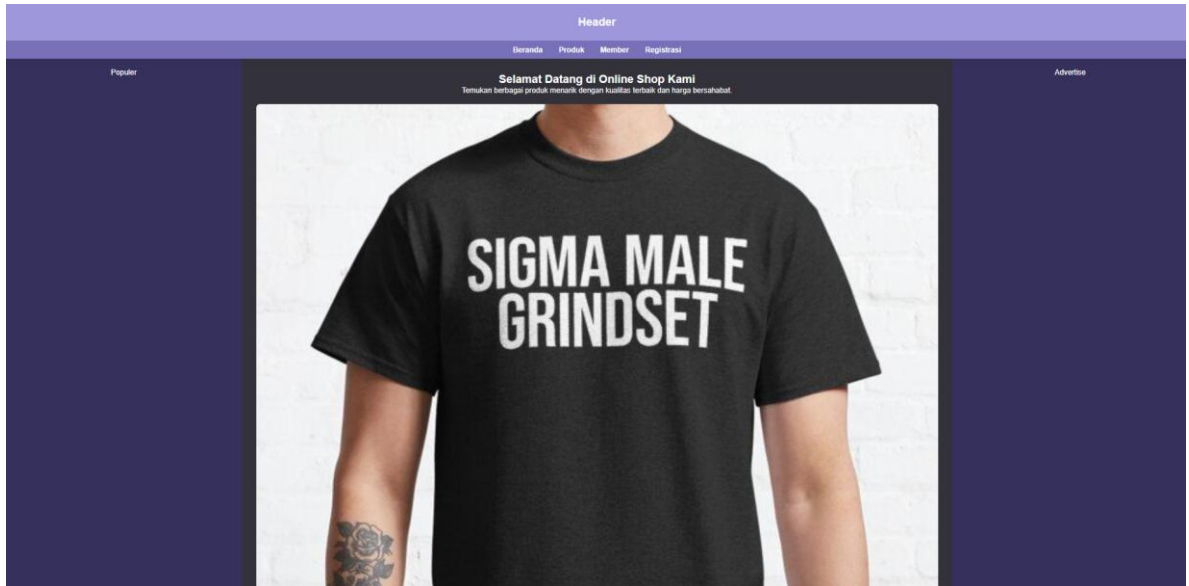 Header
Beranda Produk Member Registrasi
Populer
Selamat Datang di Online Shop Kami
Temukan berbagai produk menarik dengan kualitas terbaik dan harga bersahabat.
Advertise
SIGMA MALE
GRINDSET